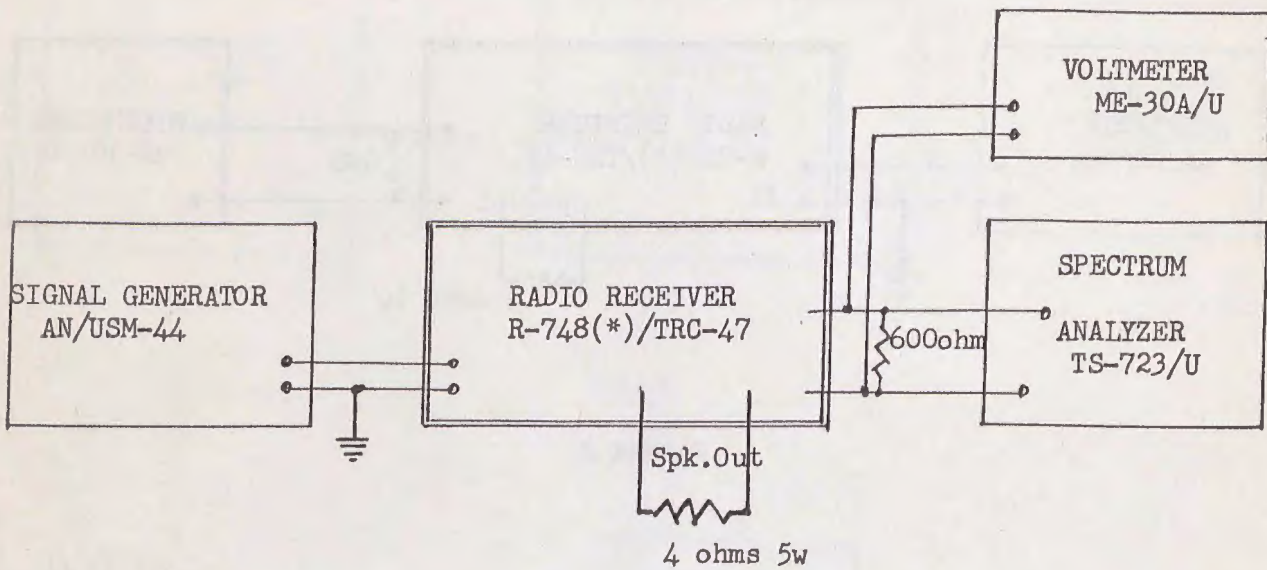 VOLTMETER
ME-30A/U
SIGNAL GENERATOR
AN/USM-44
RADIO RECEIVER
R-748(*)/TRC-47
600ohm
SPECTRUM
ANALYZER
TS-723/U
Spk.Out
4 ohms 5w